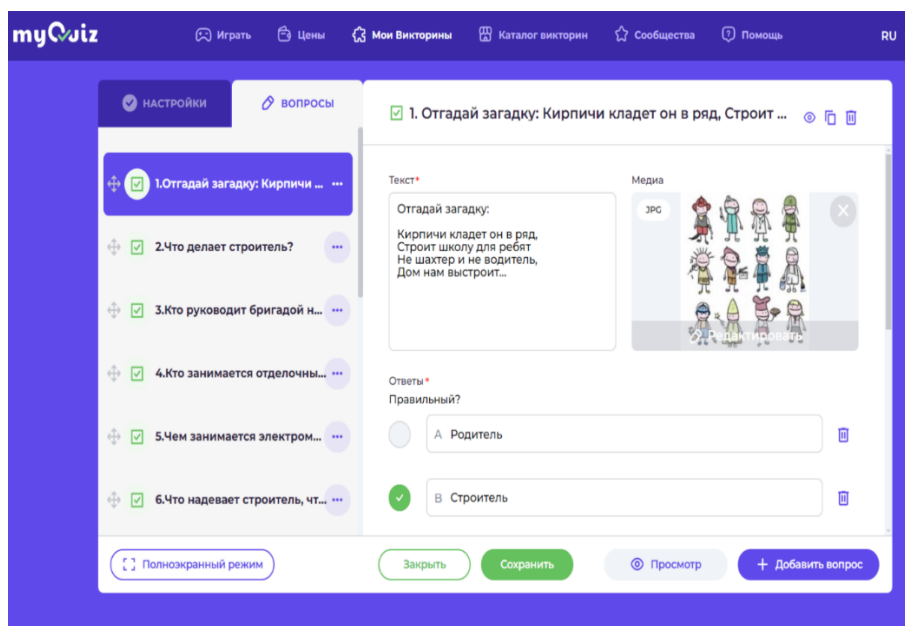 myQuiz
Играть
Цены
Мои Викторины
Каталог викторин
Сообщества
Помощь
RU
НАСТРОЙКИ
ВОПРОСЫ
1.Отгадай загадку: Кирпичи ...
2.Что делает строитель?
3.Кто руководит бригадой н...
4.Кто занимается отделочны...
5.Чем занимается электром...
6.Что надевает строитель, чт...
Полноэкранный режим
1. Отгадай загадку: Кирпичи кладет он в ряд, Строит ...
Текст*
Отгадай загадку:
Кирпичи кладет он в ряд,
Строит школу для ребят
Не шахтер и не водитель,
Дом нам выстроит...
Медиа
JPG
Редактировать
Ответы*
Правильный?
A Родитель
B Строитель
Закрыть
Сохранить
Просмотр
+ Добавить вопрос